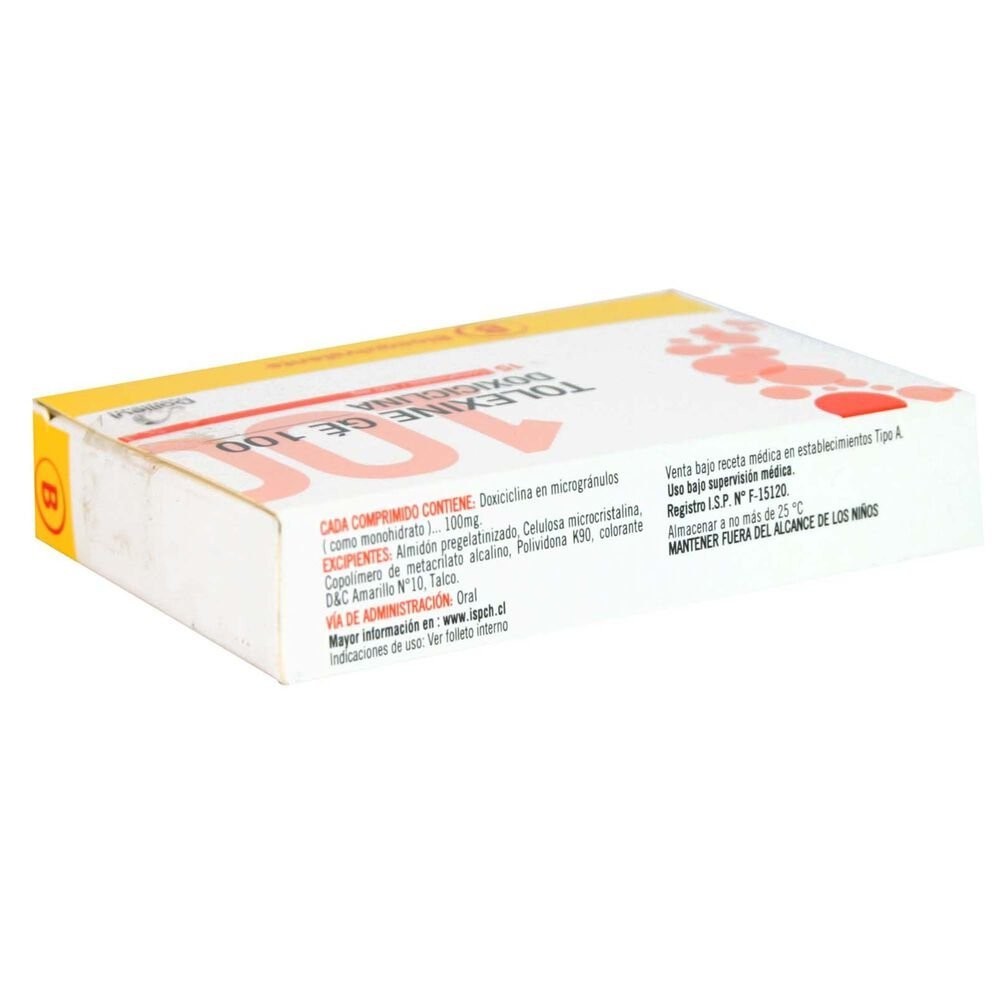 B Bioequivalente
15
TOLEXINE GÉ 100
DOXICICLINA
100
B
CADA COMPRIMIDO CONTIENE: Doxiciclina en microgránulos
( como monohidrato )... 100mg.
EXCIPIENTES: Almidón pregelatinizado, Celulosa microcristalina,
Copolímero de metacrilato alcalino, Polividona K90, colorante
D&C Amarillo N°10, Talco.
VÍA DE ADMINISTRACIÓN: Oral
Mayor información en : www.ispch.cl
Indicaciones de uso: Ver folleto interno
Venta bajo receta médica en establecimientos Tipo A.
Uso bajo supervisión médica.
Registro I.S.P. N° F-15120.
Almacenar a no más de 25 °C
MANTENER FUERA DEL ALCANCE DE LOS NIÑOS